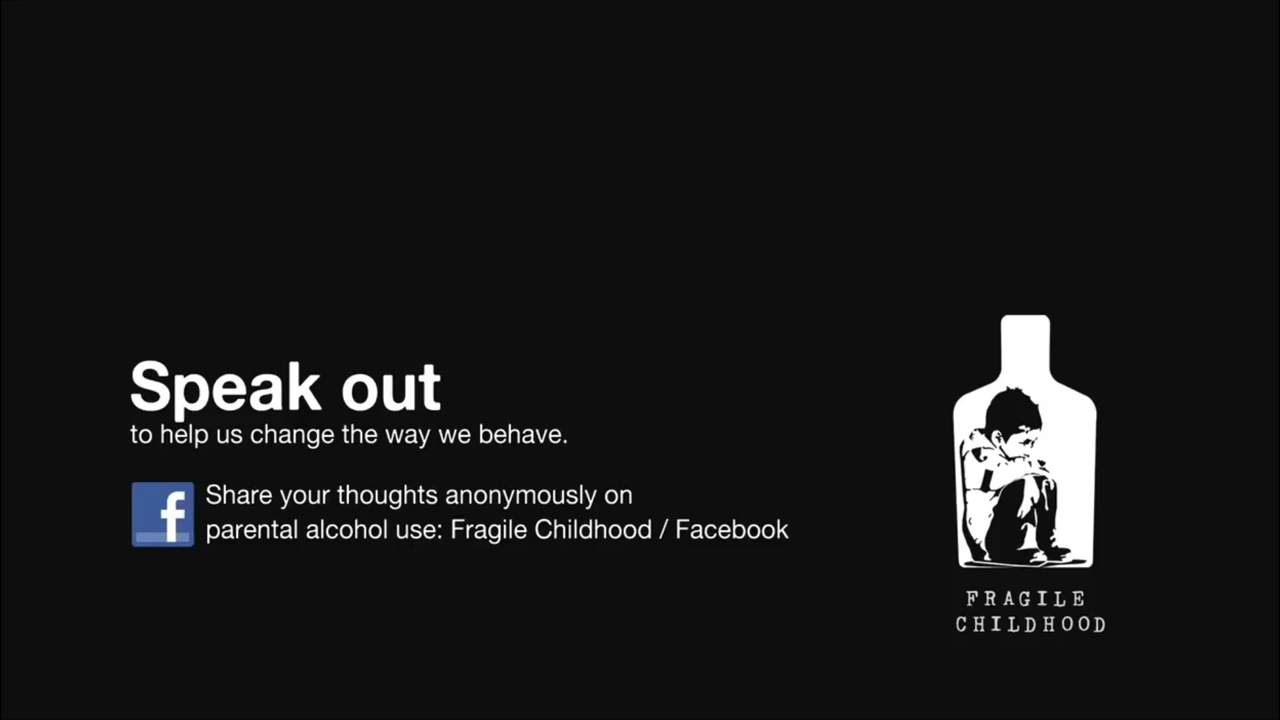 Speak out
to help us change the way we behave.
f
Share your thoughts anonymously on
parental alcohol use: Fragile Childhood / Facebook
FRAGILE
CHILDHOOD